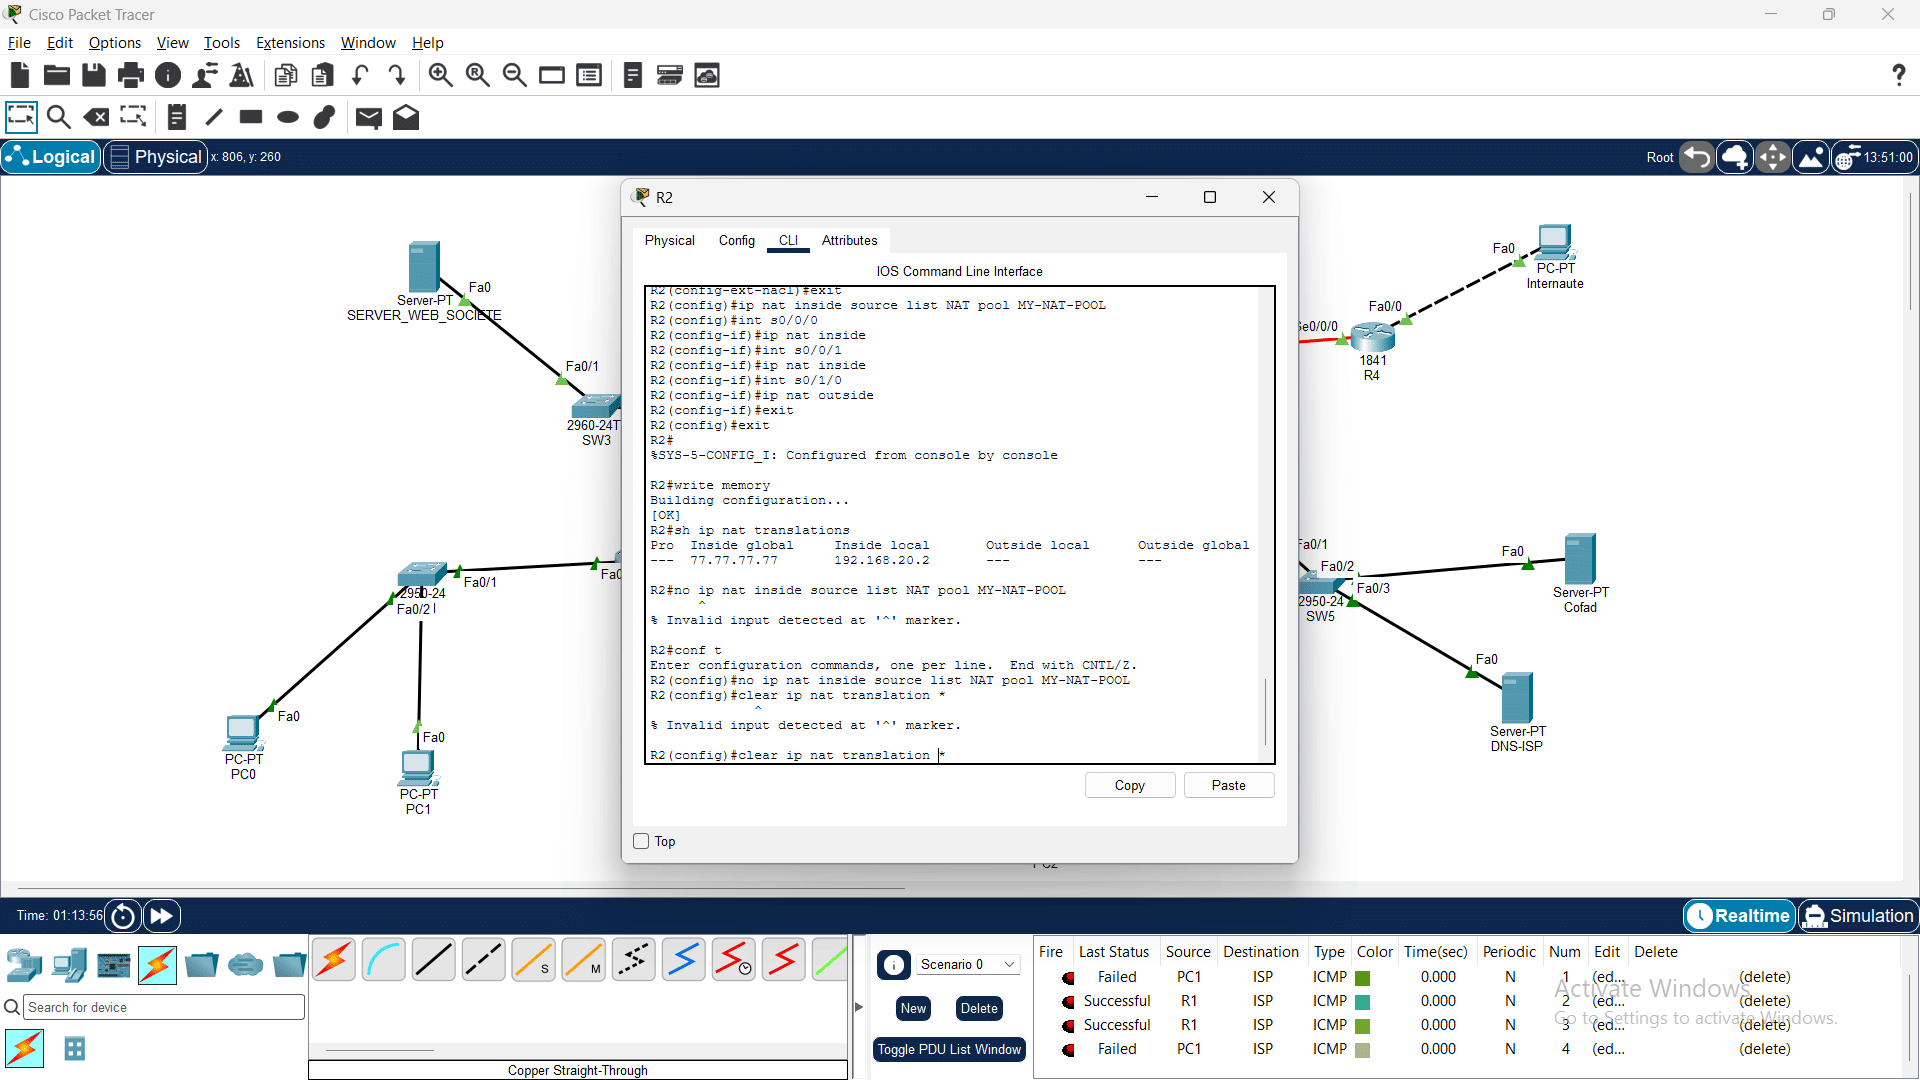 Cisco Packet Tracer
File Edit Options View Tools Extensions Window Help
Logical Physical x: 806, y: 260 Root 13:51:00
R2
Physical Config CLI Attributes
IOS Command Line Interface
R2(config-ext-nacl)#exit
R2(config)#ip nat inside source list NAT pool MY-NAT-POOL
R2(config)#int s0/0/0
R2(config-if)#ip nat inside
R2(config-if)#int s0/0/1
R2(config-if)#ip nat inside
R2(config-if)#int s0/1/0
R2(config-if)#ip nat outside
R2(config-if)#exit
R2(config)#exit
R2#
%SYS-5-CONFIG_I: Configured from console by console
R2#write memory
Building configuration...
[OK]
R2#sh ip nat translations
Pro Inside global Inside local Outside local Outside global
--- 77.77.77.77 192.168.20.2 --- ---
R2#no ip nat inside source list NAT pool MY-NAT-POOL
^
% Invalid input detected at '^' marker.
R2#conf t
Enter configuration commands, one per line. End with CNTL/Z.
R2(config)#no ip nat inside source list NAT pool MY-NAT-POOL
R2(config)#clear ip nat translation *
^
% Invalid input detected at '^' marker.
R2(config)#clear ip nat translation *
Copy Paste
Top
Fa0
Server-PT
SERVER_WEB_SOCIETE
Fa0/1
2960-24T
SW3
2950-24
Fa0/1
Fa0/2
Fa0
PC-PT
PC0
Fa0
PC-PT
PC1
Fa0
PC-PT
Internaute
Fa0/0
Se0/0/0
1841
R4
Fa0/1
Fa0/2
Fa0/3
2950-24
SW5
Fa0
Server-PT
Cofad
Fa0
Server-PT
DNS-ISP
PC2
Time: 01:13:56 Realtime Simulation
Search for device
S
M
Copper Straight-Through
Scenario 0
New Delete
Toggle PDU List Window
Fire Last Status Source Destination Type Color Time(sec) Periodic Num Edit Delete
Failed PC1 ISP ICMP 0.000 N 1 (ed... (delete)
Successful R1 ISP ICMP 0.000 N 2 (ed... (delete)
Successful R1 ISP ICMP 0.000 N 3 (ed... (delete)
Failed PC1 ISP ICMP 0.000 N 4 (ed... (delete)
Activate Windows
Go to Settings to activate Windows.